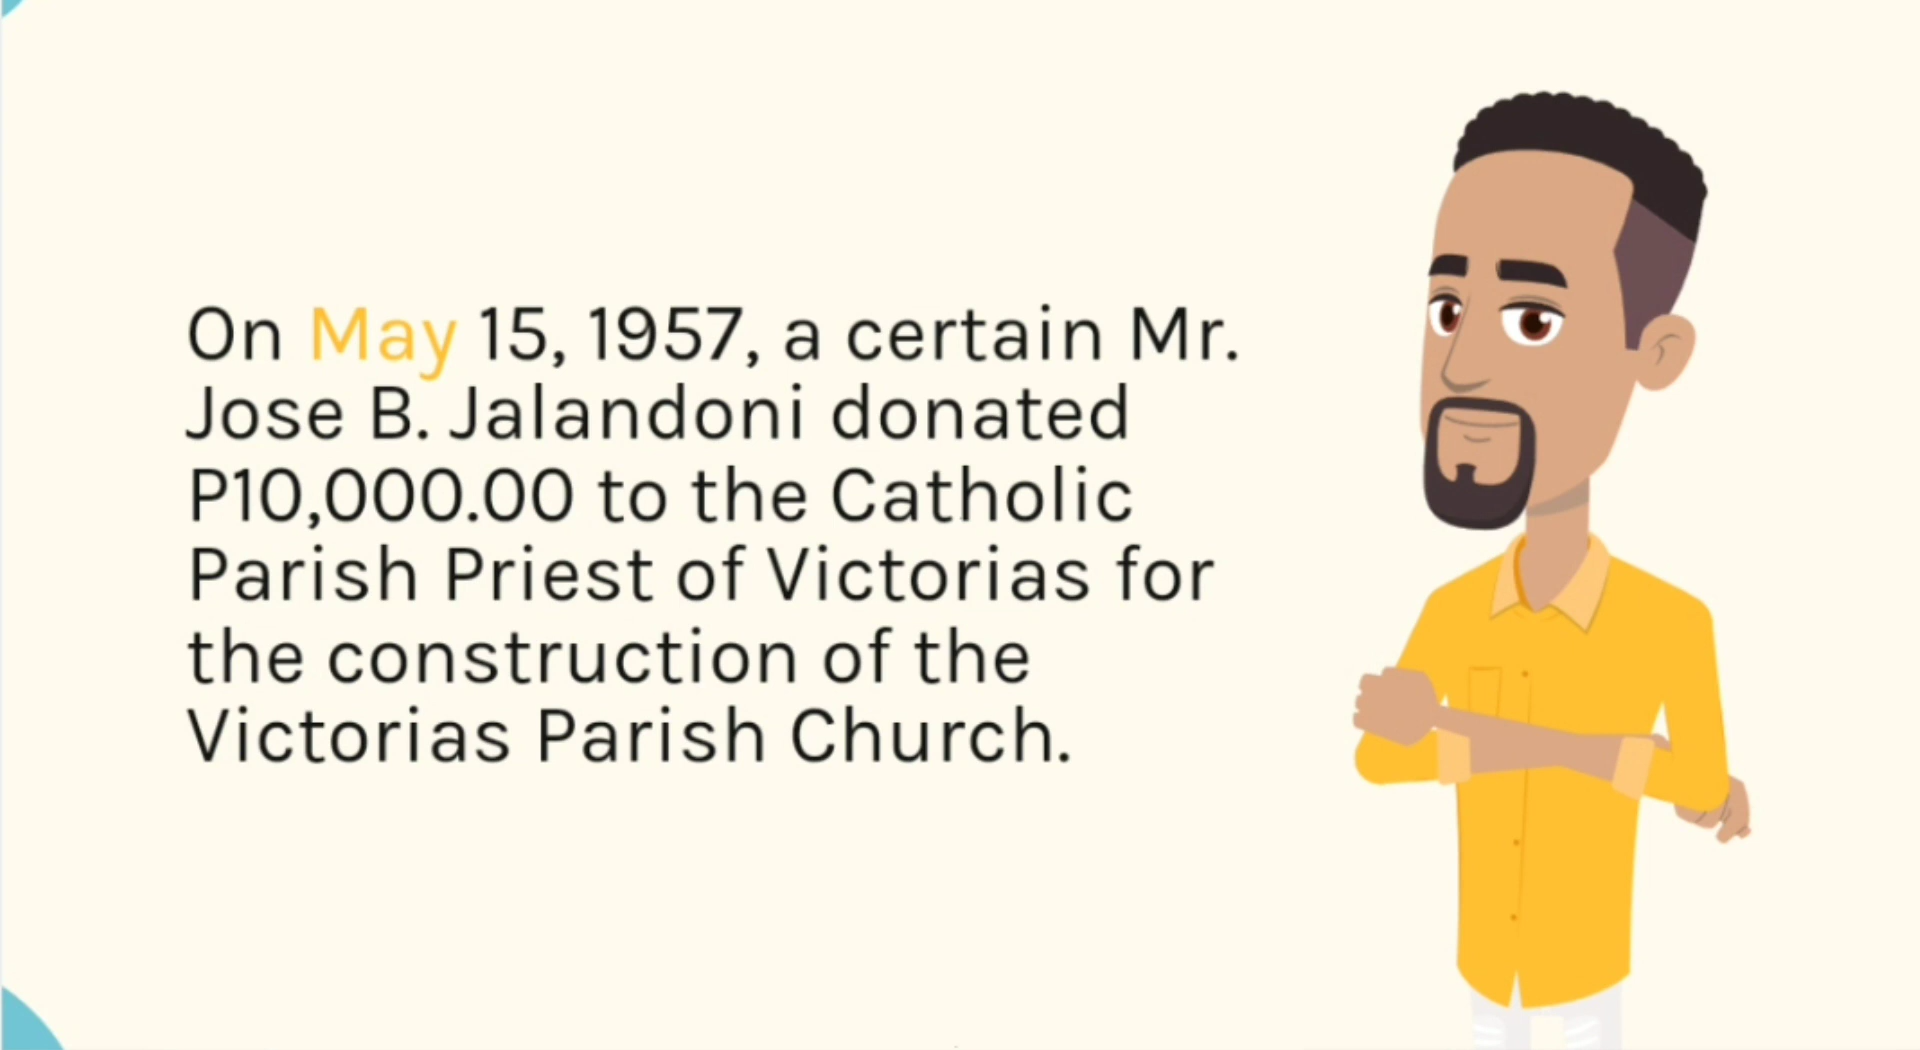 On May 15, 1957, a certain Mr.
Jose B. Jalandoni donated
P10,000.00 to the Catholic
Parish Priest of Victorias for
the construction of the
Victorias Parish Church.